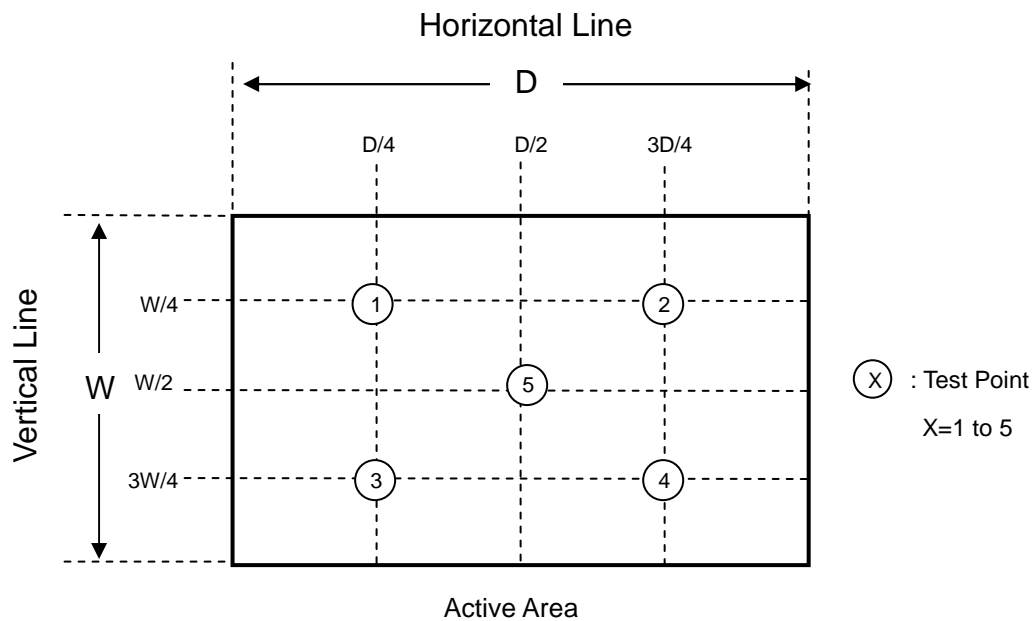 Horizontal Line
D
D/4
D/2
3D/4
W/4
1
2
Vertical Line
W
W/2
5
X
: Test Point
X=1 to 5
3W/4
3
4
Active Area